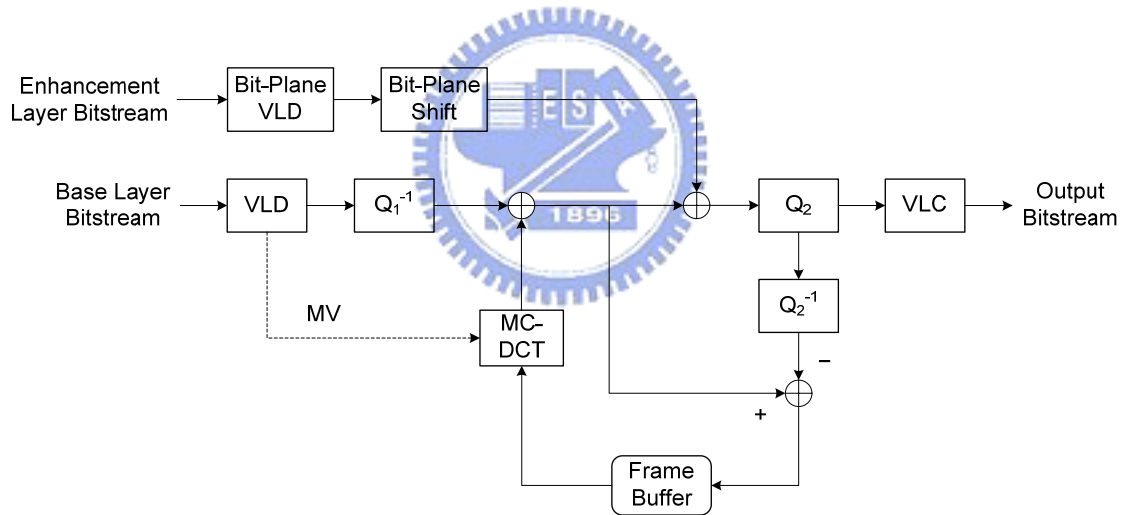 Enhancement
Layer Bitstream
Bit-Plane
VLD
Bit-Plane
Shift
E S
A
Base Layer
Bitstream
VLD
Q₁⁻¹
1896
Q₂
VLC
Output
Bitstream
Q₂⁻¹
MV
MC-
DCT
−
+
Frame
Buffer